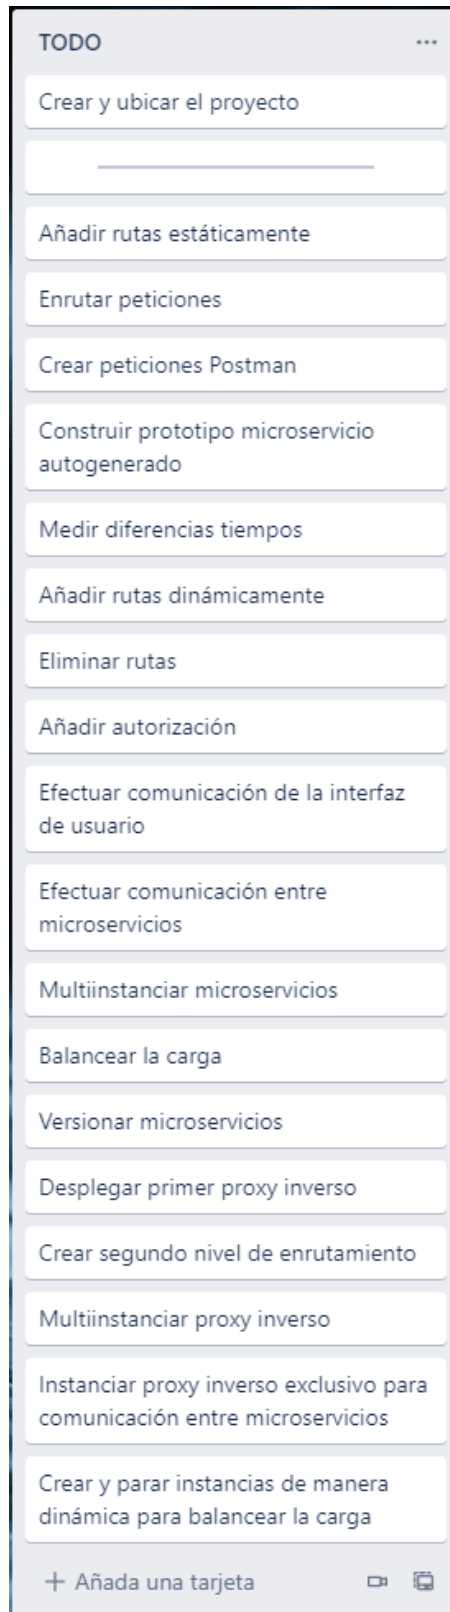 TODO
Crear y ubicar el proyecto
Añadir rutas estáticamente
Enrutar peticiones
Crear peticiones Postman
Construir prototipo microservicio
autogenerado
Medir diferencias tiempos
Añadir rutas dinámicamente
Eliminar rutas
Añadir autorización
Efectuar comunicación de la interfaz
de usuario
Efectuar comunicación entre
microservicios
Multiinstanciar microservicios
Balancear la carga
Versionar microservicios
Desplegar primer proxy inverso
Crear segundo nivel de enrutamiento
Multiinstanciar proxy inverso
Instanciar proxy inverso exclusivo para
comunicación entre microservicios
Crear y parar instancias de manera
dinámica para balancear la carga
+ Añada una tarjeta